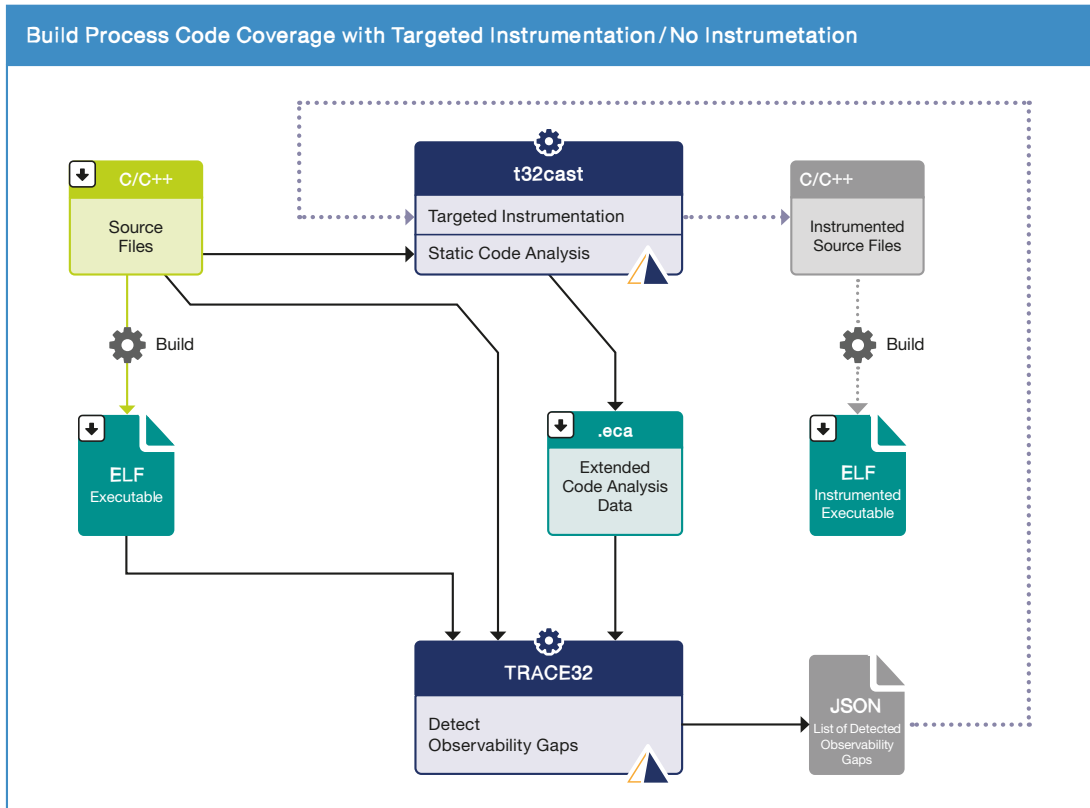 Build Process Code Coverage with Targeted Instrumentation/No Instrumetation
C/C++
Source
Files
t32cast
Targeted Instrumentation
Static Code Analysis
C/C++
Instrumented
Source Files
Build
Build
ELF
Executable
.eca
Extended
Code Analysis
Data
ELF
Instrumented
Executable
TRACE32
Detect
Observability Gaps
JSON
List of Detected
Observability
Gaps